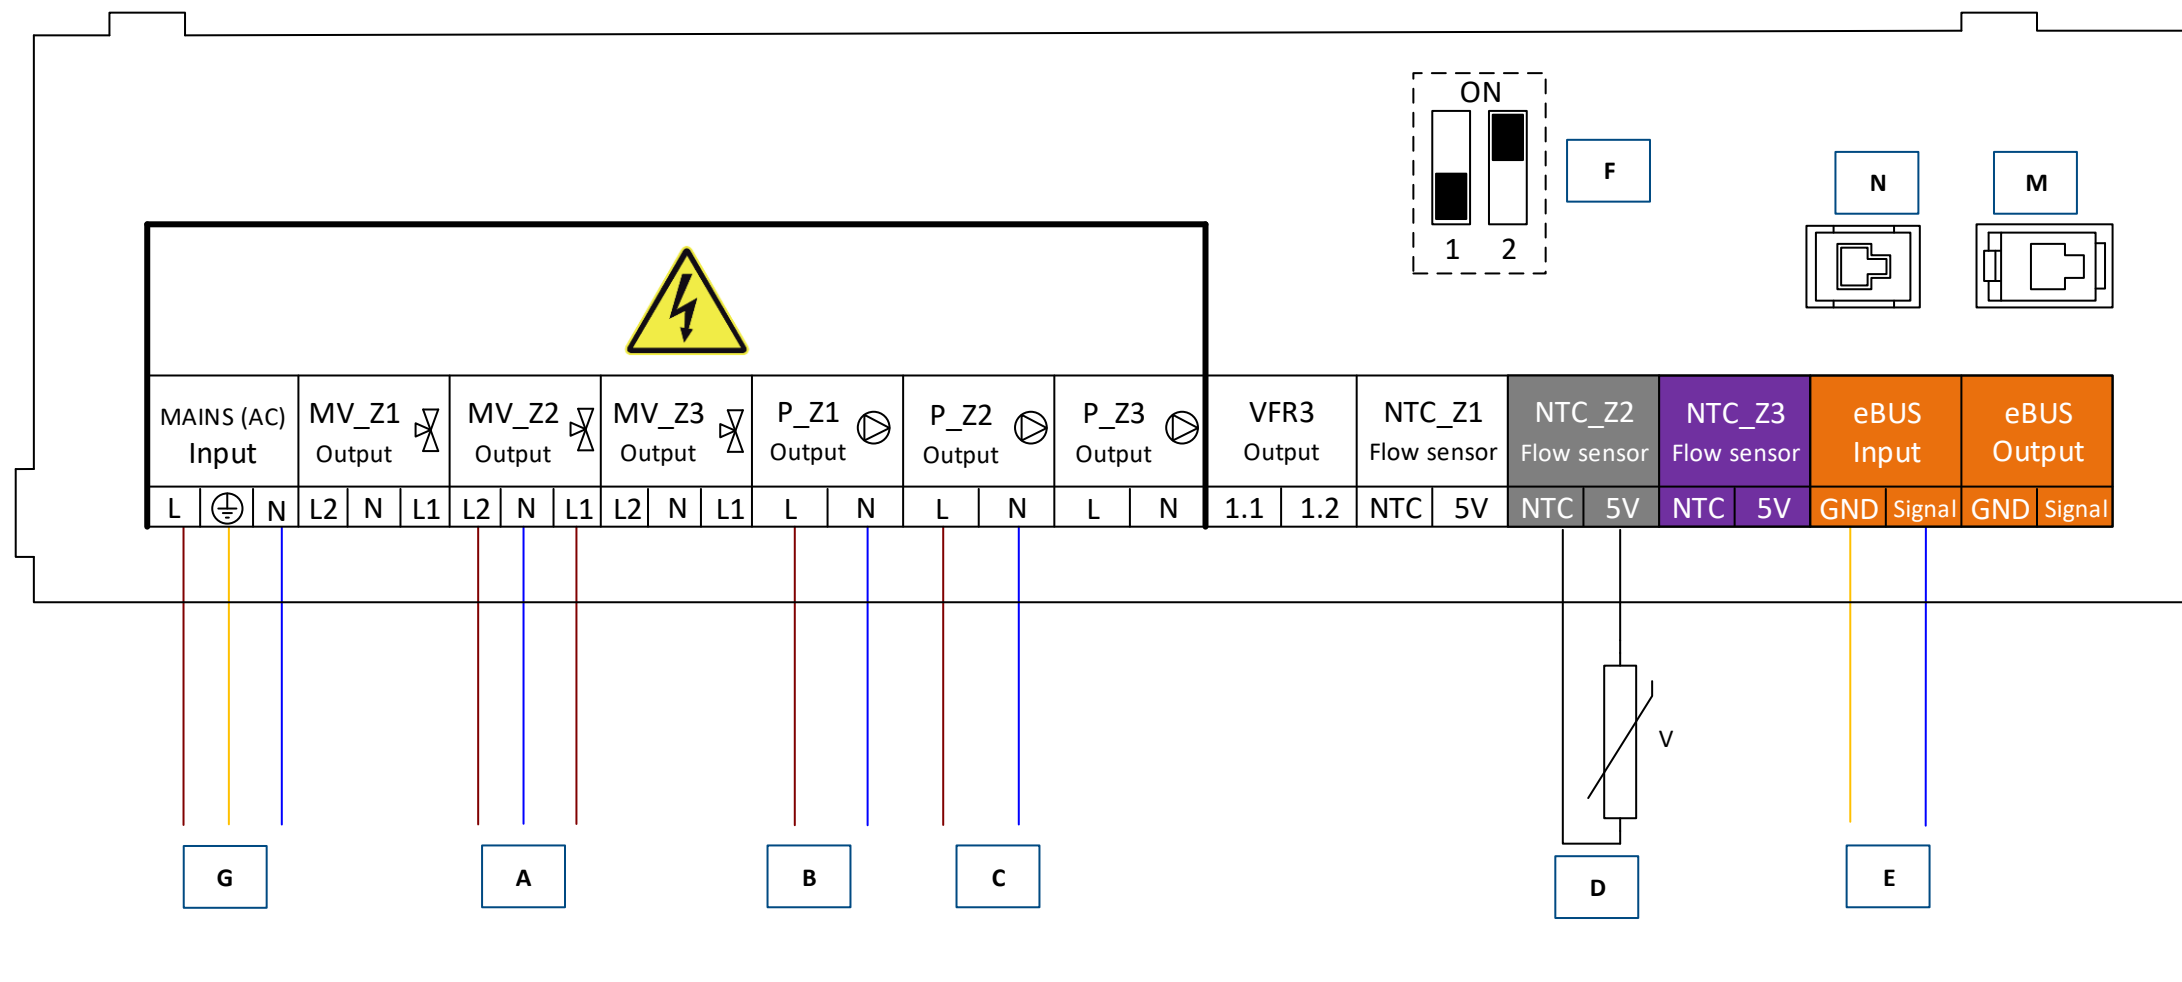 ON
1 2
F
N
M
MAINS (AC)
Input
MV_Z1
Output
MV_Z2
Output
MV_Z3
Output
P_Z1
Output
P_Z2
Output
P_Z3
Output
VFR3
Output
NTC_Z1
Flow sensor
NTC_Z2
Flow sensor
NTC_Z3
Flow sensor
eBUS
Input
eBUS
Output
L N L2 N L1 L2 N L1 L2 N L1 L N L N L N 1.1 1.2 NTC 5V NTC 5V NTC 5V GND Signal GND Signal
V
G
A
B
C
D
E